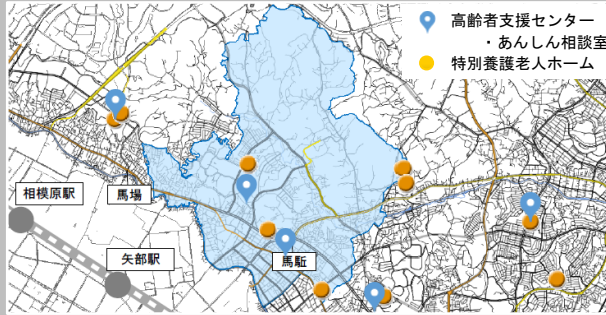 高齢者支援センター
・あんしん相談室
特別養護老人ホーム
相模原駅
馬場
矢部駅
馬駈